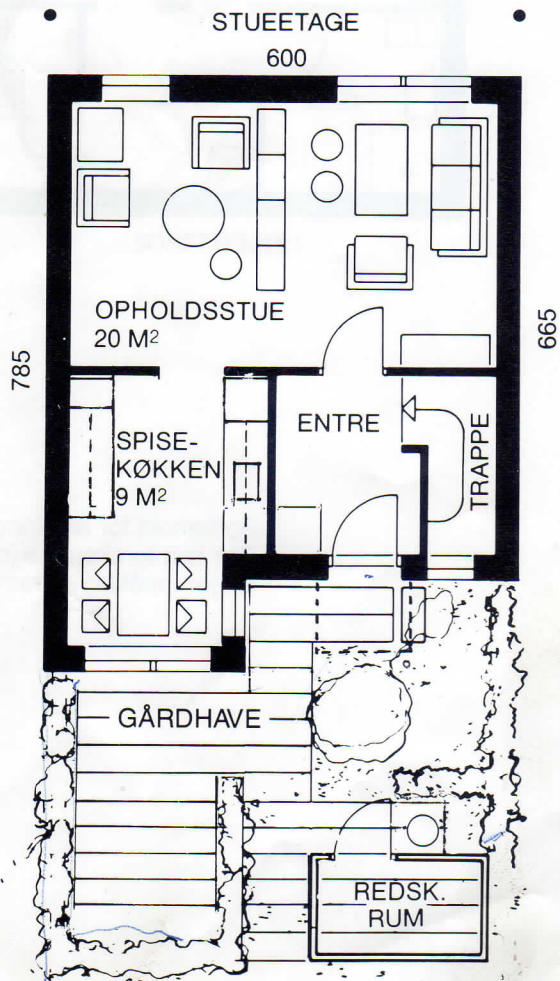 STUEETAGE
600
785
665
OPHOLDSSTUE
20 M²
SPISE-
KØKKEN
9 M²
ENTRE
TRAPPE
GÅRDHAVE
REDSK.
RUM